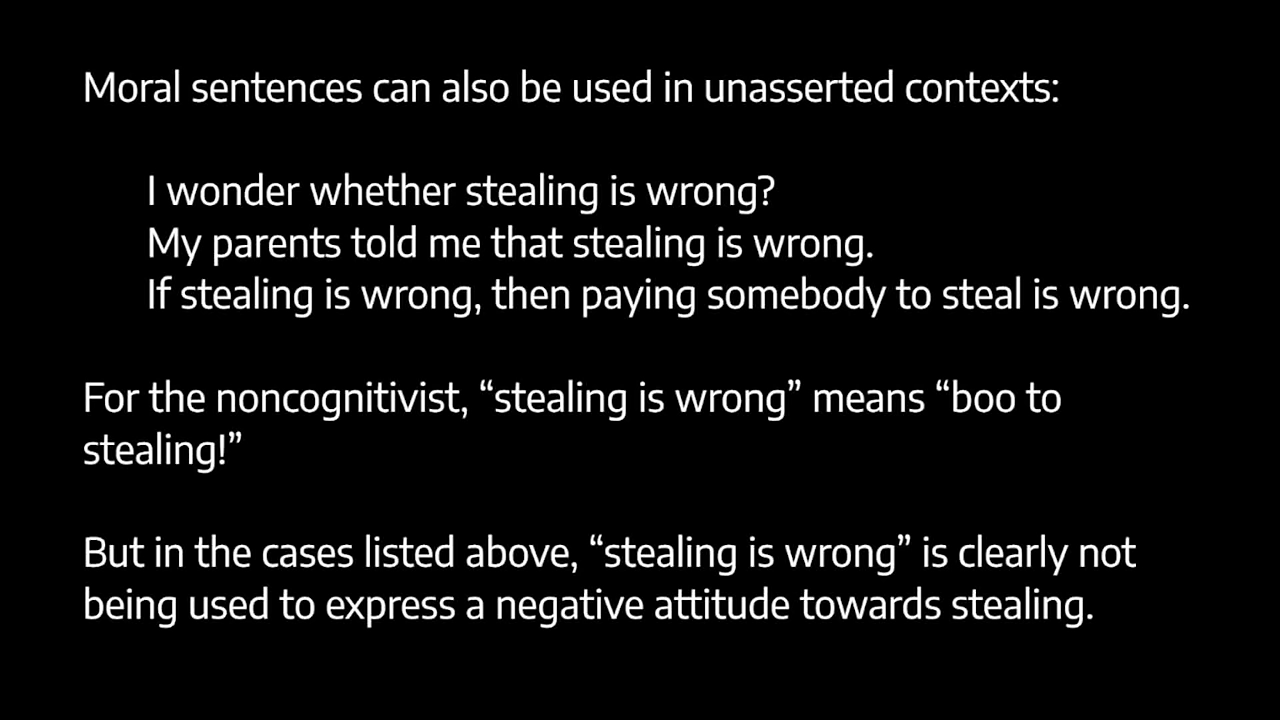 Moral sentences can also be used in unasserted contexts:
I wonder whether stealing is wrong?
My parents told me that stealing is wrong.
If stealing is wrong, then paying somebody to steal is wrong.
For the noncognitivist, “stealing is wrong” means “boo to
stealing!”
But in the cases listed above, “stealing is wrong” is clearly not
being used to express a negative attitude towards stealing.